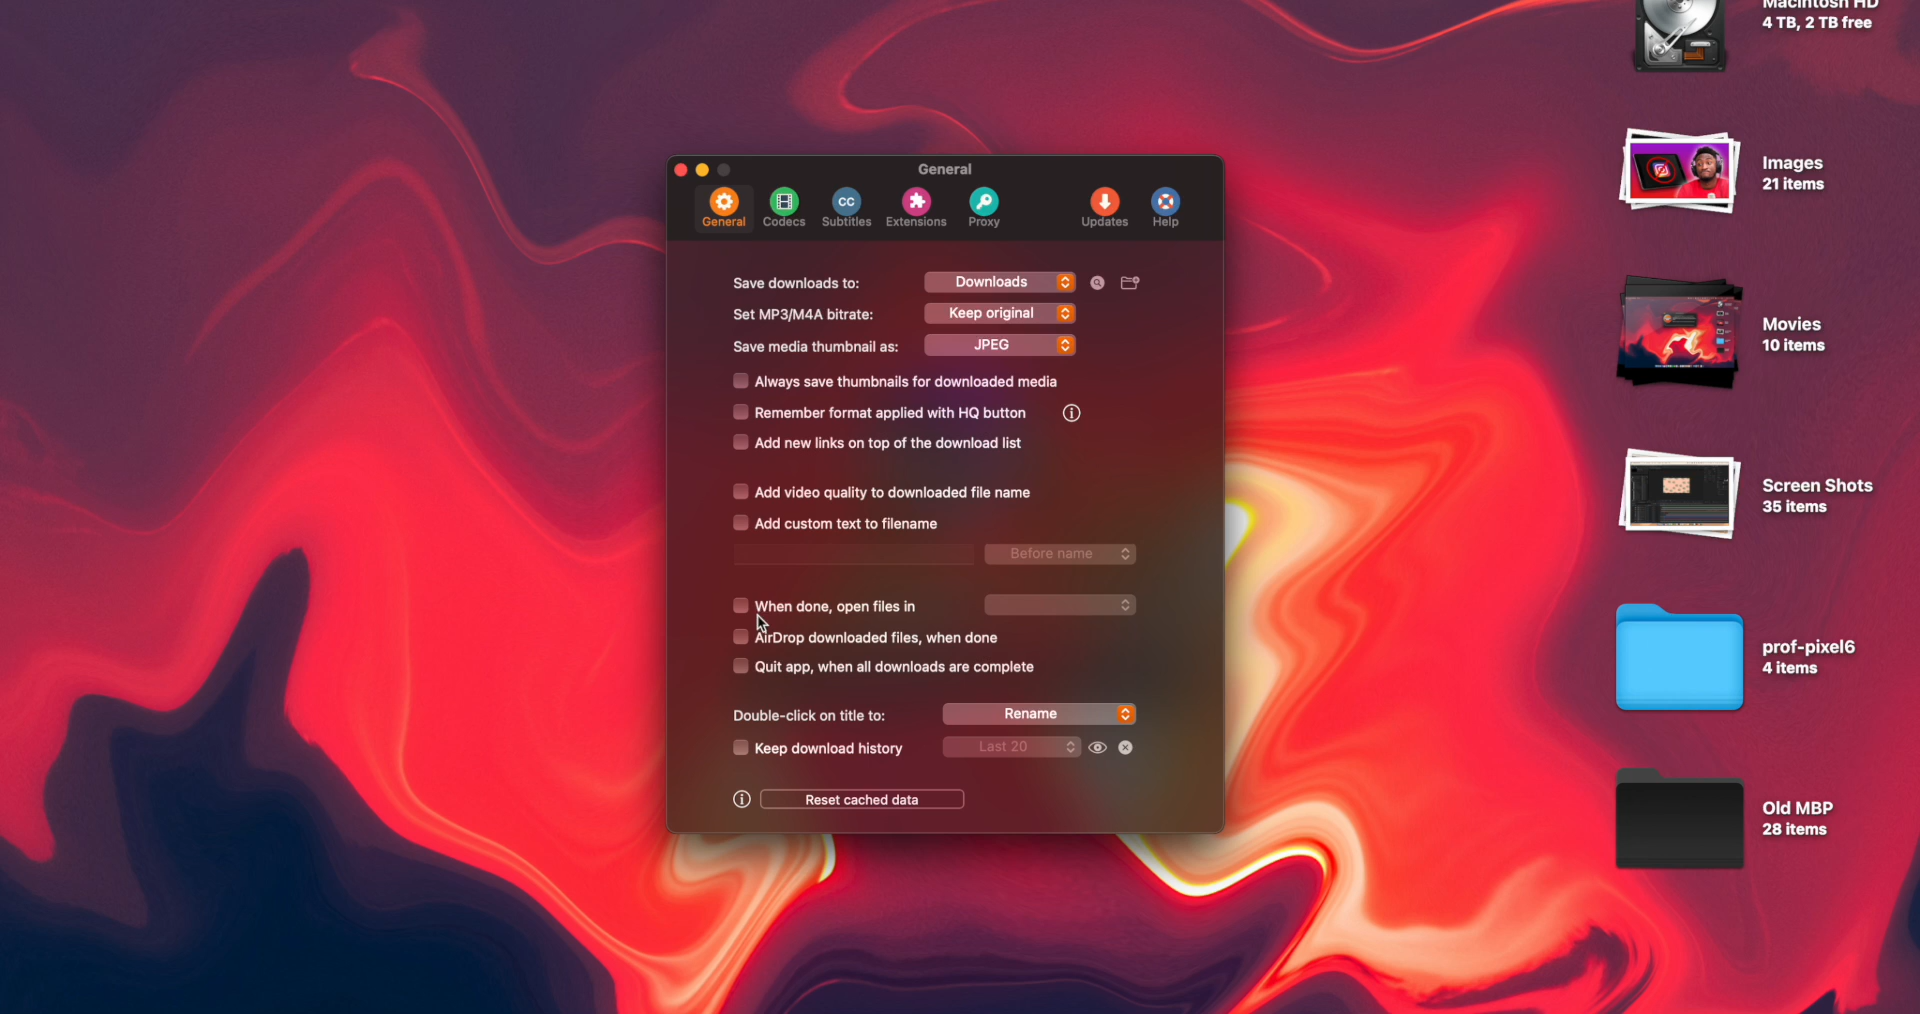 General
General
Codecs
CC
Subtitles
Extensions
Proxy
Updates
Help
Save downloads to:
Downloads
Set MP3/M4A bitrate:
Keep original
Save media thumbnail as:
JPEG
Always save thumbnails for downloaded media
Remember format applied with HQ button
Add new links on top of the download list
Add video quality to downloaded file name
Add custom text to filename
Before name
When done, open files in
AirDrop downloaded files, when done
Quit app, when all downloads are complete
Double-click on title to:
Rename
Keep download history
Last 20
Reset cached data
Macintosh HD
4 TB, 2 TB free
Images
21 items
Movies
10 items
Screen Shots
35 items
prof-pixel6
4 items
Old MBP
28 items